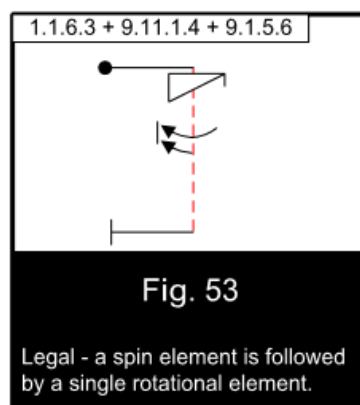 1.1.6.3 + 9.11.1.4 + 9.1.5.6
Fig. 53
Legal - a spin element is followed
by a single rotational element.